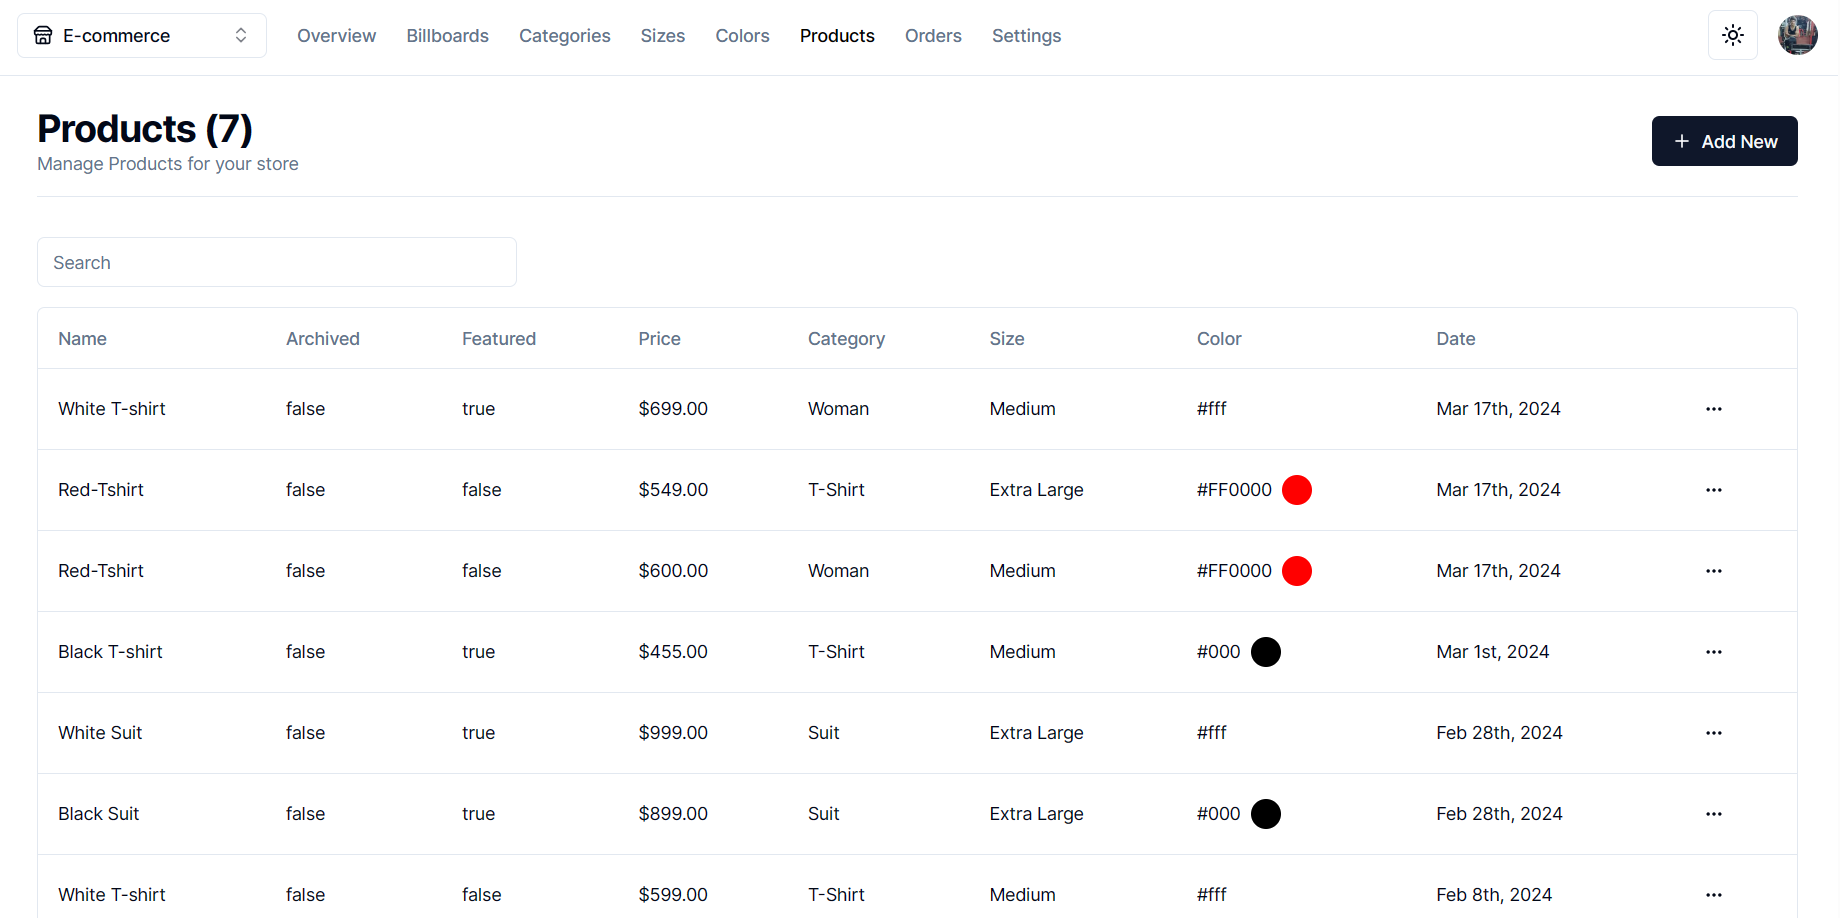 E-commerce Overview Billboards Categories Sizes Colors Products Orders Settings
Products (7)
Manage Products for your store
Add New
Search
Name Archived Featured Price Category Size Color Date
White T-shirt false true $699.00 Woman Medium #fff Mar 17th, 2024
Red-Tshirt false false $549.00 T-Shirt Extra Large #FF0000 Mar 17th, 2024
Red-Tshirt false false $600.00 Woman Medium #FF0000 Mar 17th, 2024
Black T-shirt false true $455.00 T-Shirt Medium #000 Mar 1st, 2024
White Suit false true $999.00 Suit Extra Large #fff Feb 28th, 2024
Black Suit false true $899.00 Suit Extra Large #000 Feb 28th, 2024
White T-shirt false false $599.00 T-Shirt Medium #fff Feb 8th, 2024